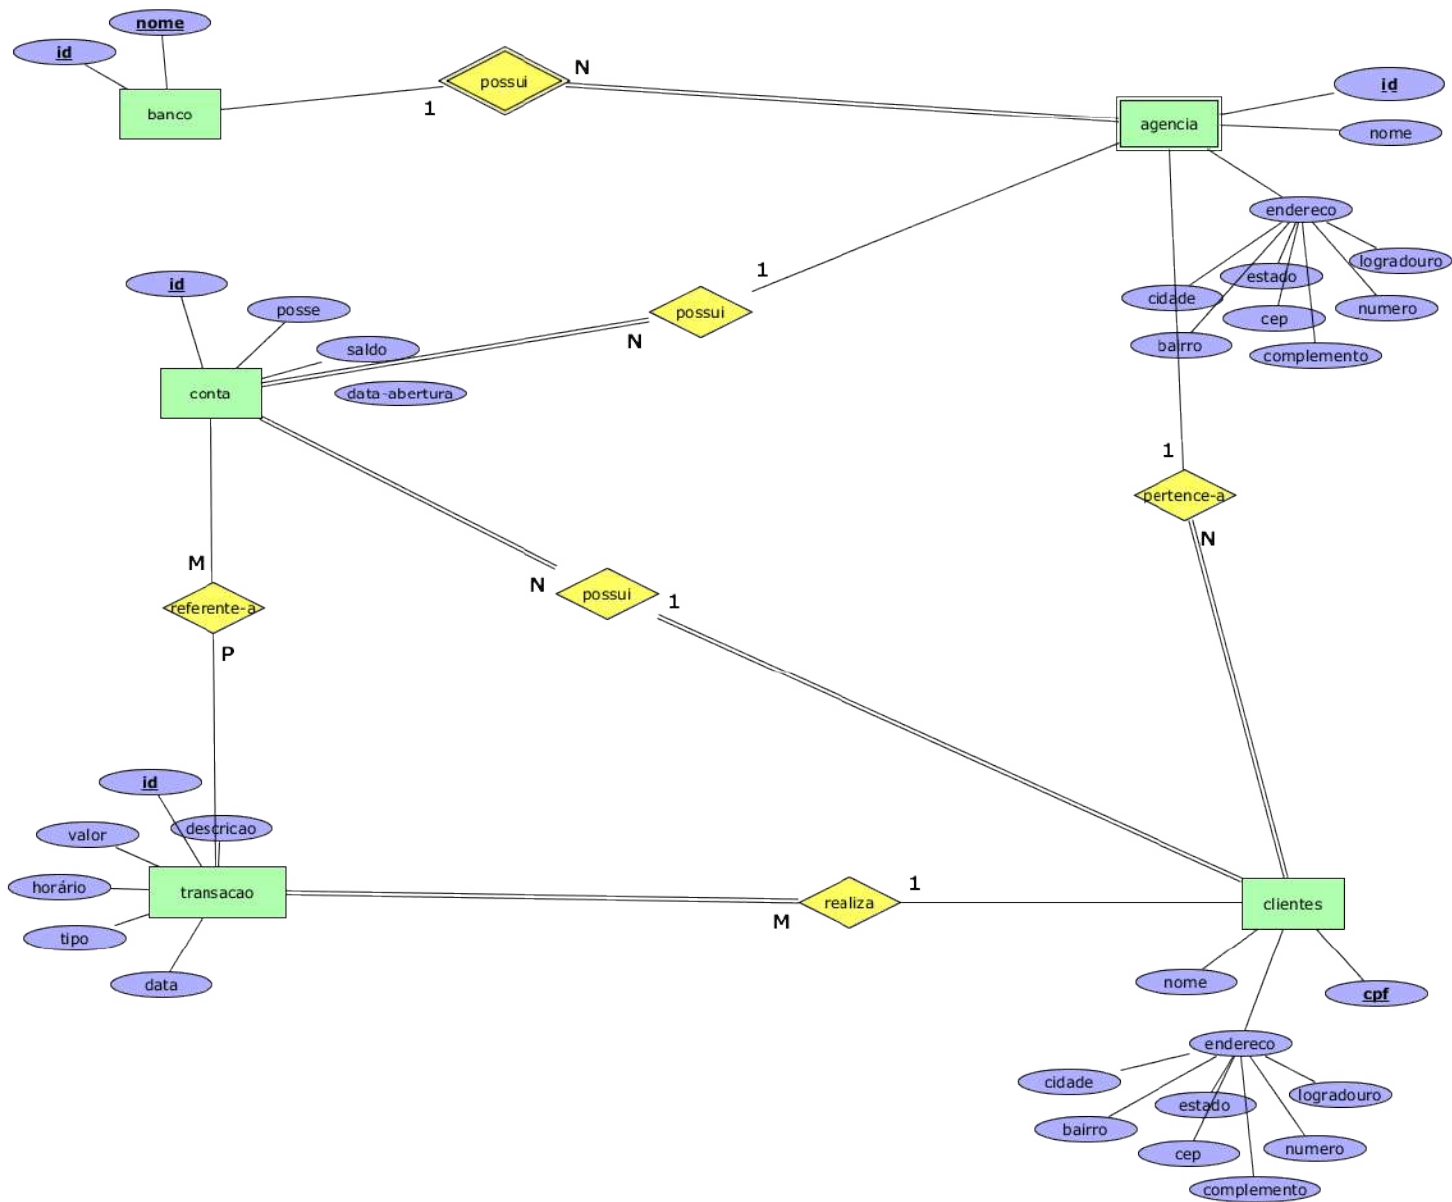 nome
id
banco
possui
N
1
agencia
id
nome
endereco
logradouro
estado
cidade
numero
cep
bairro
complemento
id
posse
saldo
data-abertura
conta
possui
1
N
1
pertence-a
N
M
referente-a
P
N
possui
1
id
descricao
valor
horário
transacao
tipo
data
realiza
1
M
clientes
nome
cpf
endereco
cidade
logradouro
estado
bairro
numero
cep
complemento